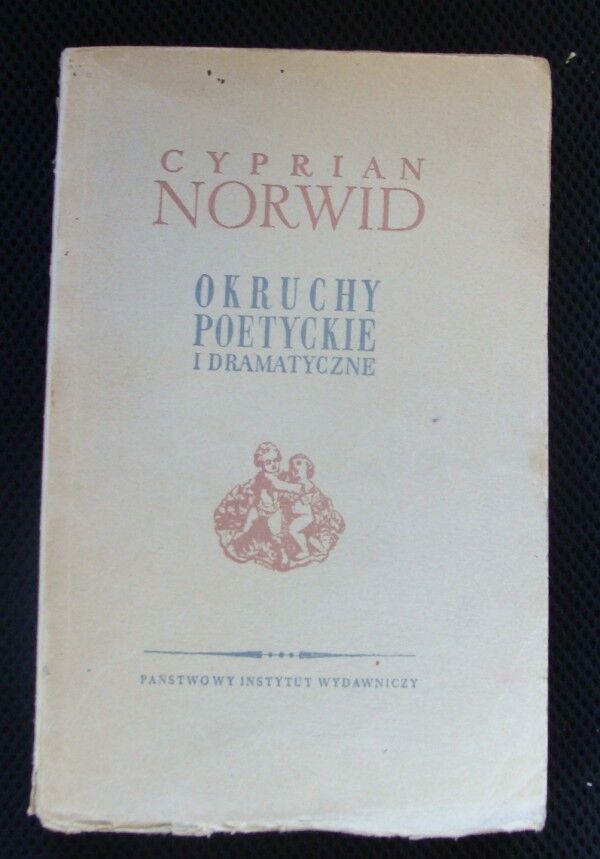 CYPRIAN
NORWID
OKRUCHY
POETYCKIE
I DRAMATYCZNE
PAŃSTWOWY INSTYTUT WYDAWNICZY